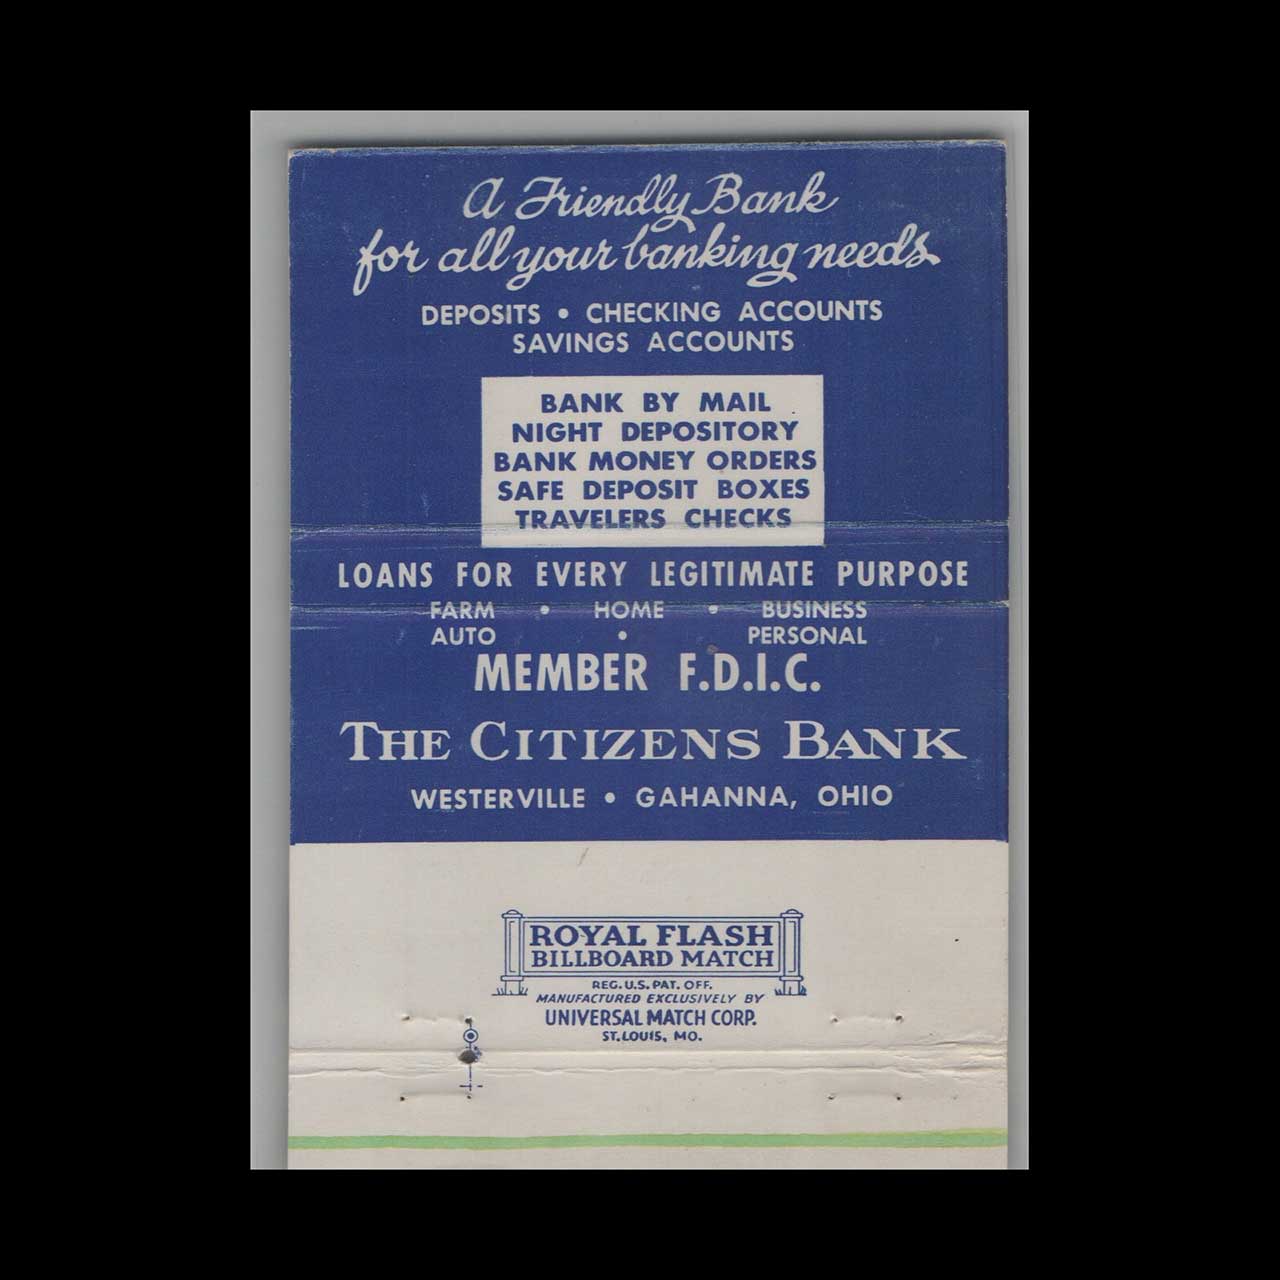 A Friendly Bank
for all your banking needs
DEPOSITS • CHECKING ACCOUNTS
SAVINGS ACCOUNTS
BANK BY MAIL
NIGHT DEPOSITORY
BANK MONEY ORDERS
SAFE DEPOSIT BOXES
TRAVELERS CHECKS
LOANS FOR EVERY LEGITIMATE PURPOSE
FARM • HOME • BUSINESS
AUTO • PERSONAL
MEMBER F.D.I.C.
THE CITIZENS BANK
WESTERVILLE • GAHANNA, OHIO
ROYAL FLASH
BILLBOARD MATCH
REG. U.S. PAT. OFF.
MANUFACTURED EXCLUSIVELY BY
UNIVERSAL MATCH CORP.
ST. LOUIS, MO.